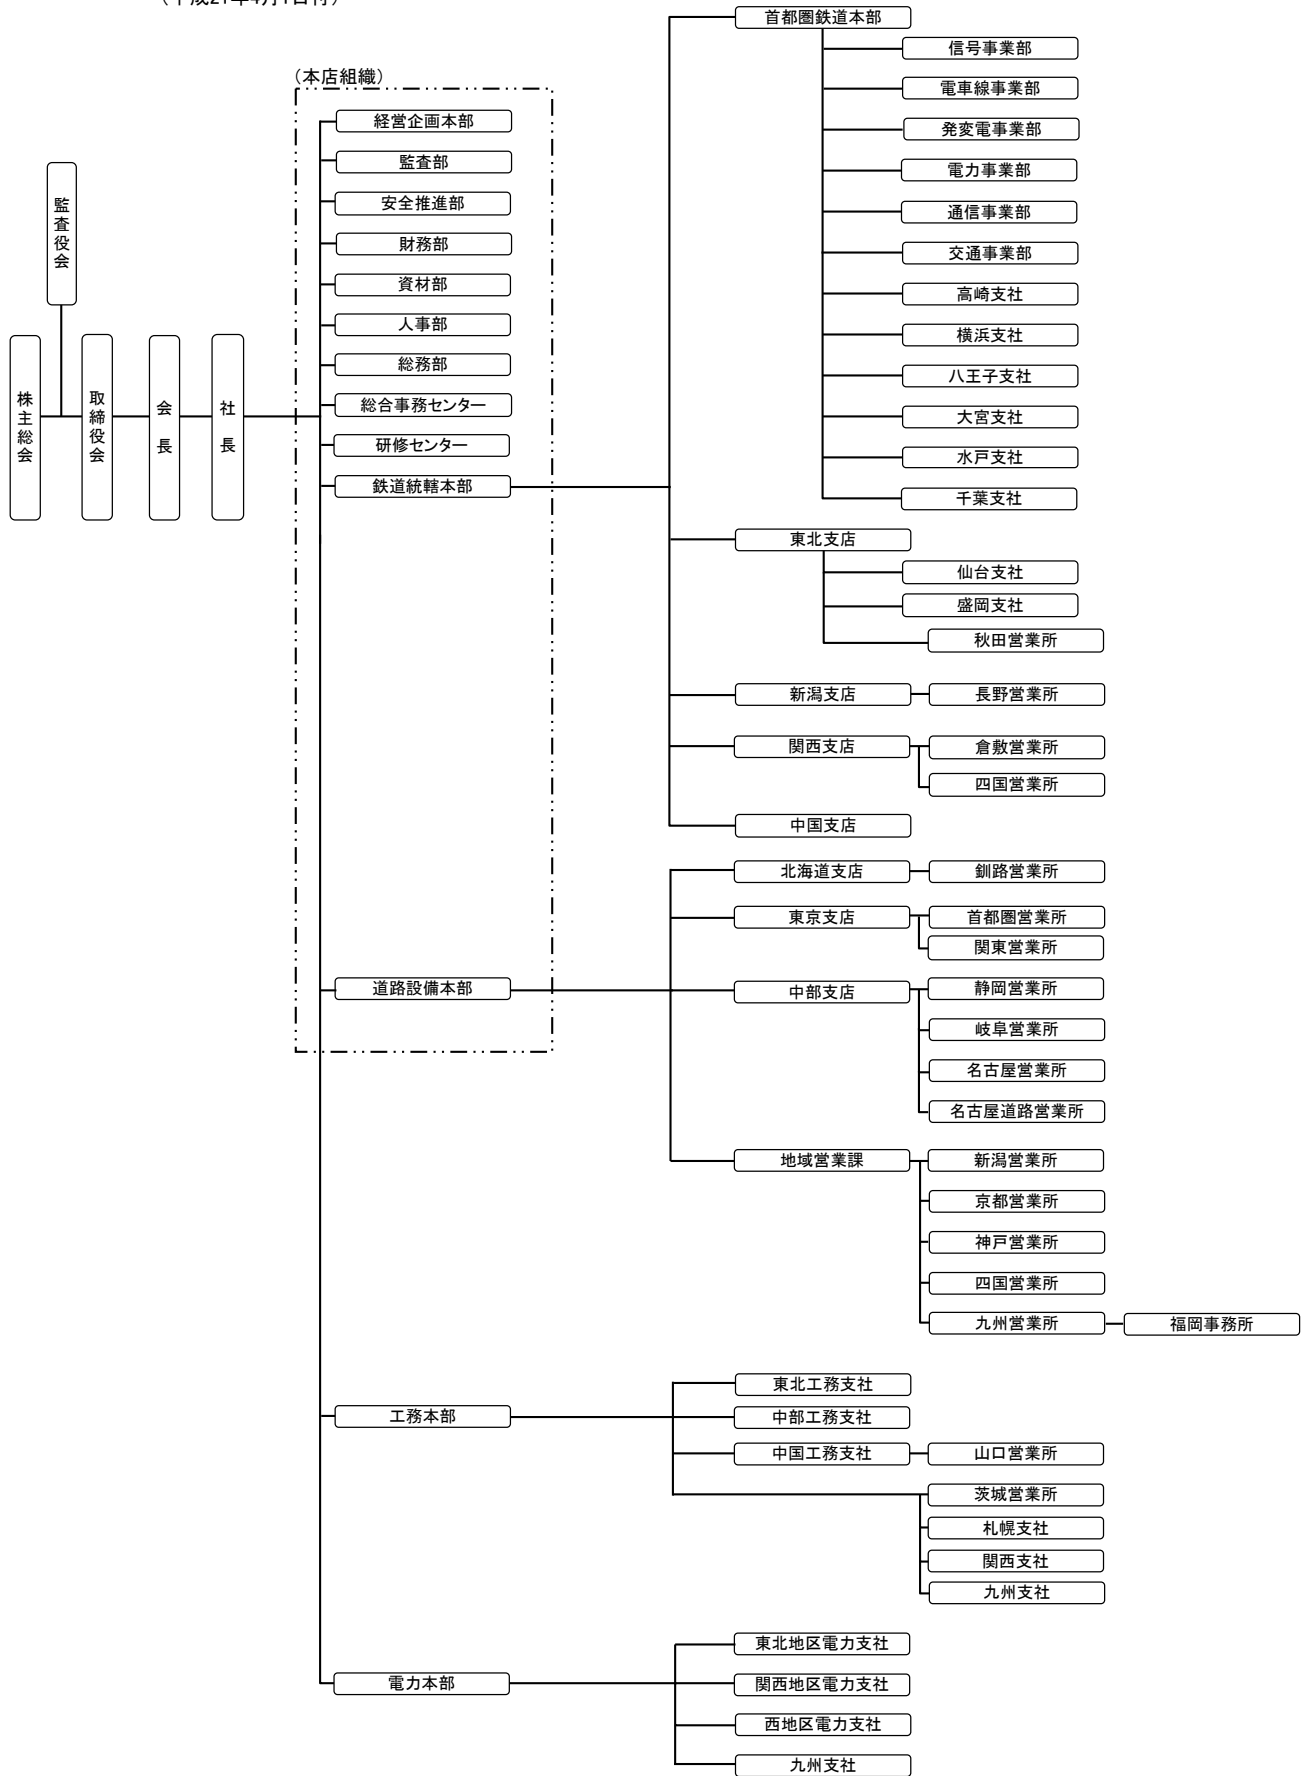 （平成21年4月1日付）
（本店組織）
監査役会
株主総会
取締役会
会長
社長
経営企画本部
監査部
安全推進部
財務部
資材部
人事部
総務部
総合事務センター
研修センター
鉄道統轄本部
首都圏鉄道本部
信号事業部
電車線事業部
発変電事業部
電力事業部
通信事業部
交通事業部
高崎支社
横浜支社
八王子支社
大宮支社
水戸支社
千葉支社
東北支店
仙台支社
盛岡支社
秋田営業所
新潟支店
長野営業所
関西支店
倉敷営業所
四国営業所
中国支店
道路設備本部
北海道支店
釧路営業所
東京支店
首都圏営業所
関東営業所
中部支店
静岡営業所
岐阜営業所
名古屋営業所
名古屋道路営業所
地域営業課
新潟営業所
京都営業所
神戸営業所
四国営業所
九州営業所
福岡事務所
工務本部
東北工務支社
中部工務支社
中国工務支社
山口営業所
茨城営業所
札幌支社
関西支社
九州支社
電力本部
東北地区電力支社
関西地区電力支社
西地区電力支社
九州支社